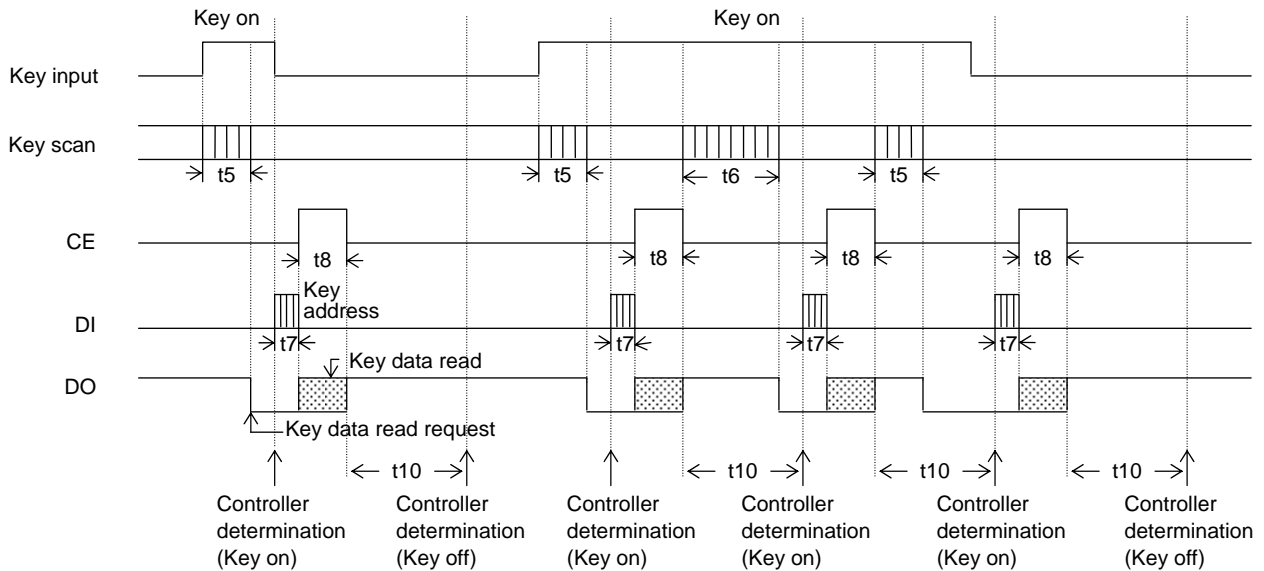 Key on
Key on
Key input
Key scan
t5
t5
t6
t5
CE
t8
t8
t8
t8
Key
address
DI
t7
t7
t7
t7
Key data read
DO
Key data read request
t10
t10
t10
t10
Controller
determination
(Key on)
Controller
determination
(Key off)
Controller
determination
(Key on)
Controller
determination
(Key on)
Controller
determination
(Key on)
Controller
determination
(Key off)